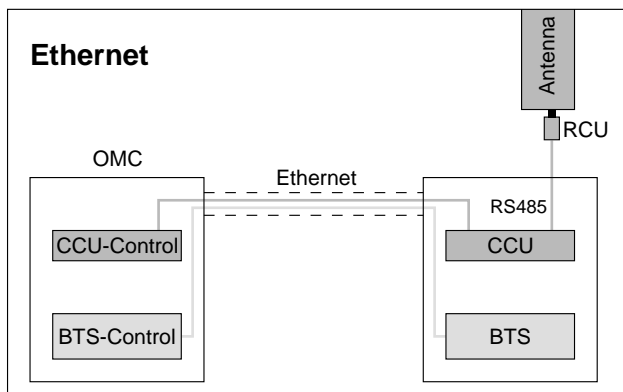 Ethernet
Antenna
RCU
OMC
Ethernet
RS485
CCU-Control
CCU
BTS-Control
BTS